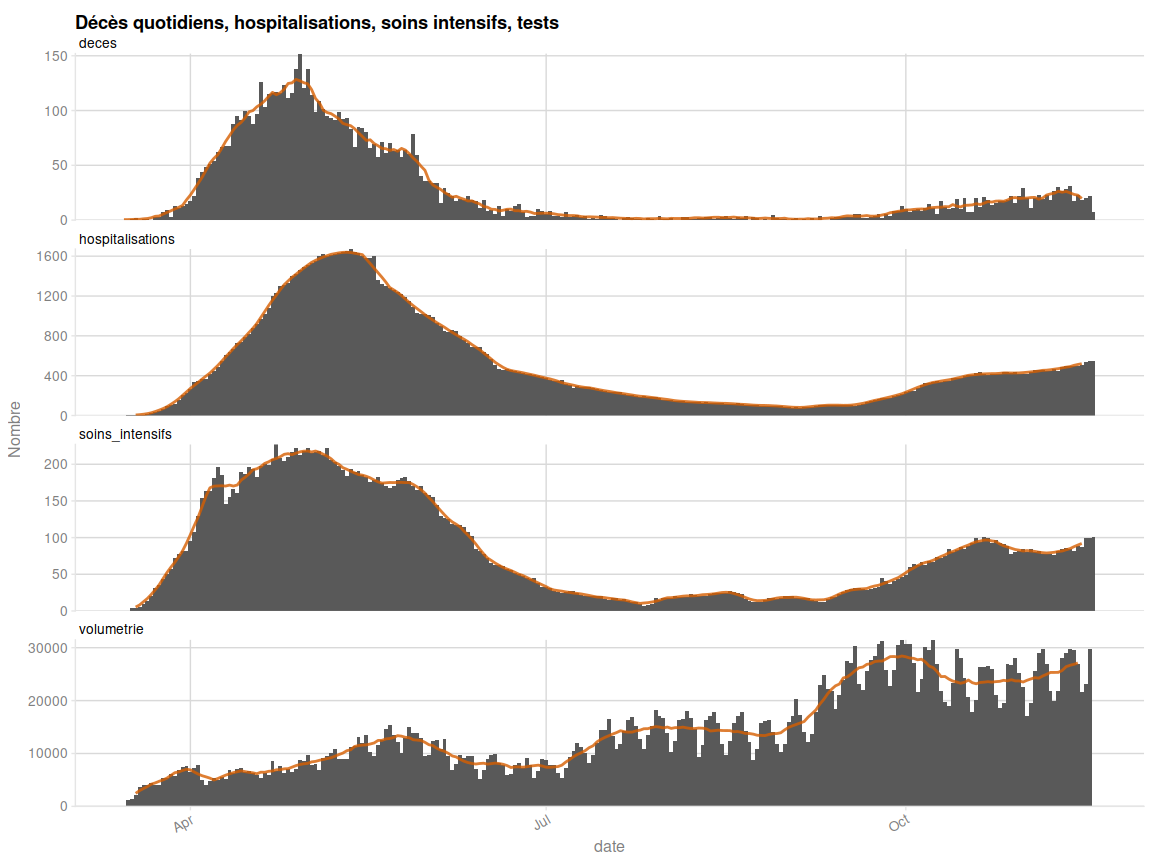 Décès quotidiens, hospitalisations, soins intensifs, tests
deces
150
100
50
0
hospitalisations
1600
1200
800
400
0
Nombre
soins_intensifs
200
150
100
50
0
volumetrie
30000
20000
10000
0
Apr
Jul
Oct
date